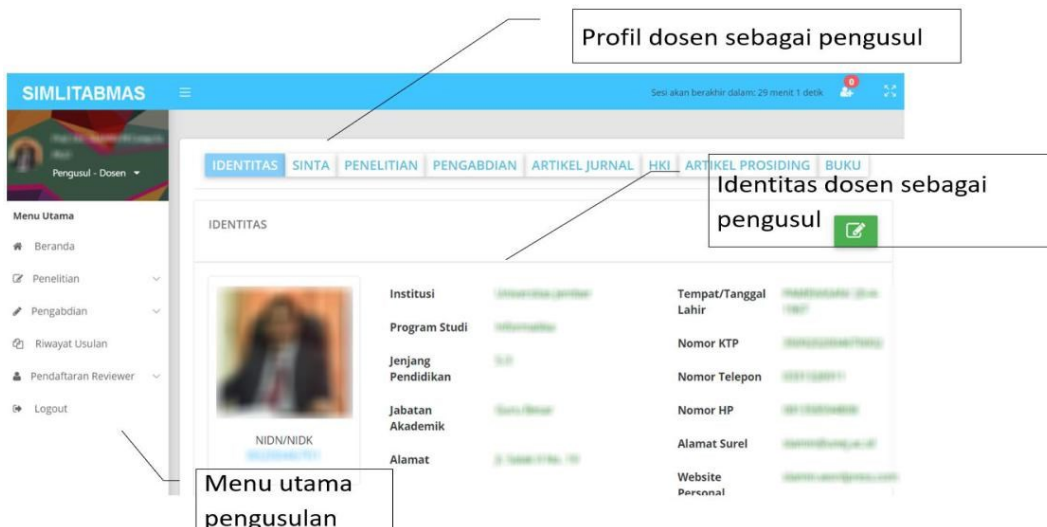 Profil dosen sebagai pengusul
SIMLITABMAS
Sesi akan berakhir dalam: 29 menit 1 detik
0
Pengusul - Dosen
IDENTITAS SINTA PENELITIAN PENGABDIAN ARTIKEL JURNAL HKI ARTIKEL PROSIDING BUKU
Identitas dosen sebagai
pengusul
Menu Utama
IDENTITAS
Beranda
Penelitian
Pengabdian
Riwayat Usulan
Pendaftaran Reviewer
Logout
NIDN/NIDK
Institusi
Program Studi
Jenjang
Pendidikan
Jabatan
Akademik
Alamat
Tempat/Tanggal
Lahir
Nomor KTP
Nomor Telepon
Nomor HP
Alamat Surel
Website
Personal
Menu utama
pengusulan